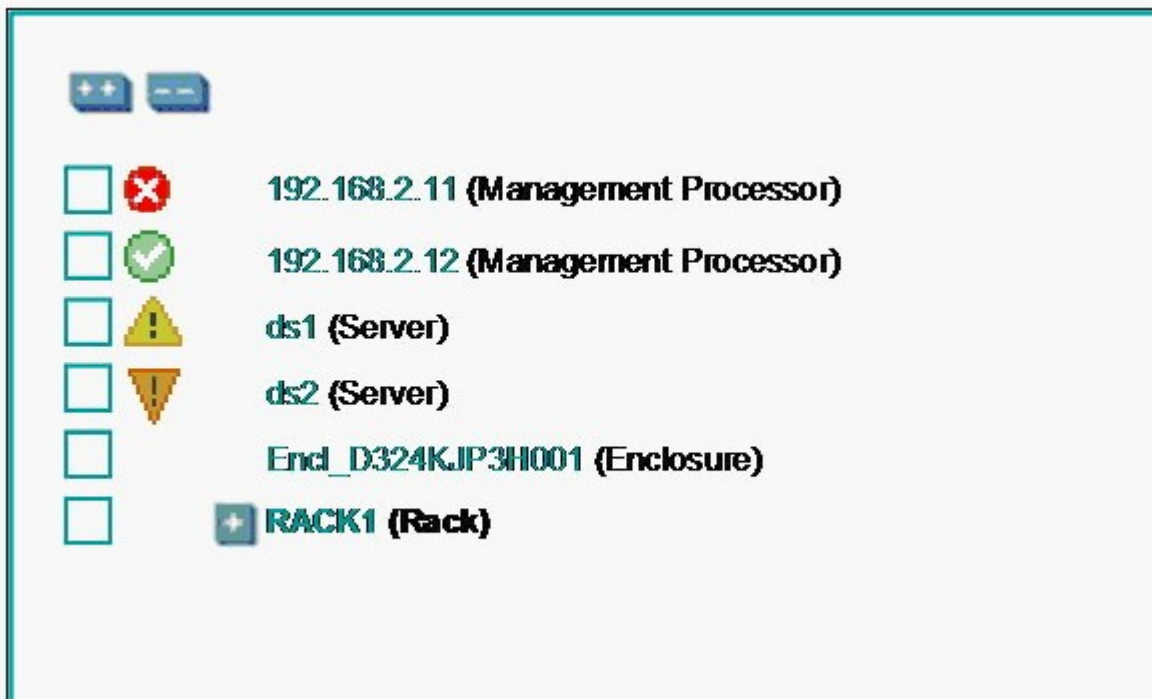 192.168.2.11 (Management Processor)
192.168.2.12 (Management Processor)
ds1 (Server)
ds2 (Server)
Encl_D324KJP3H001 (Enclosure)
RACK1 (Rack)